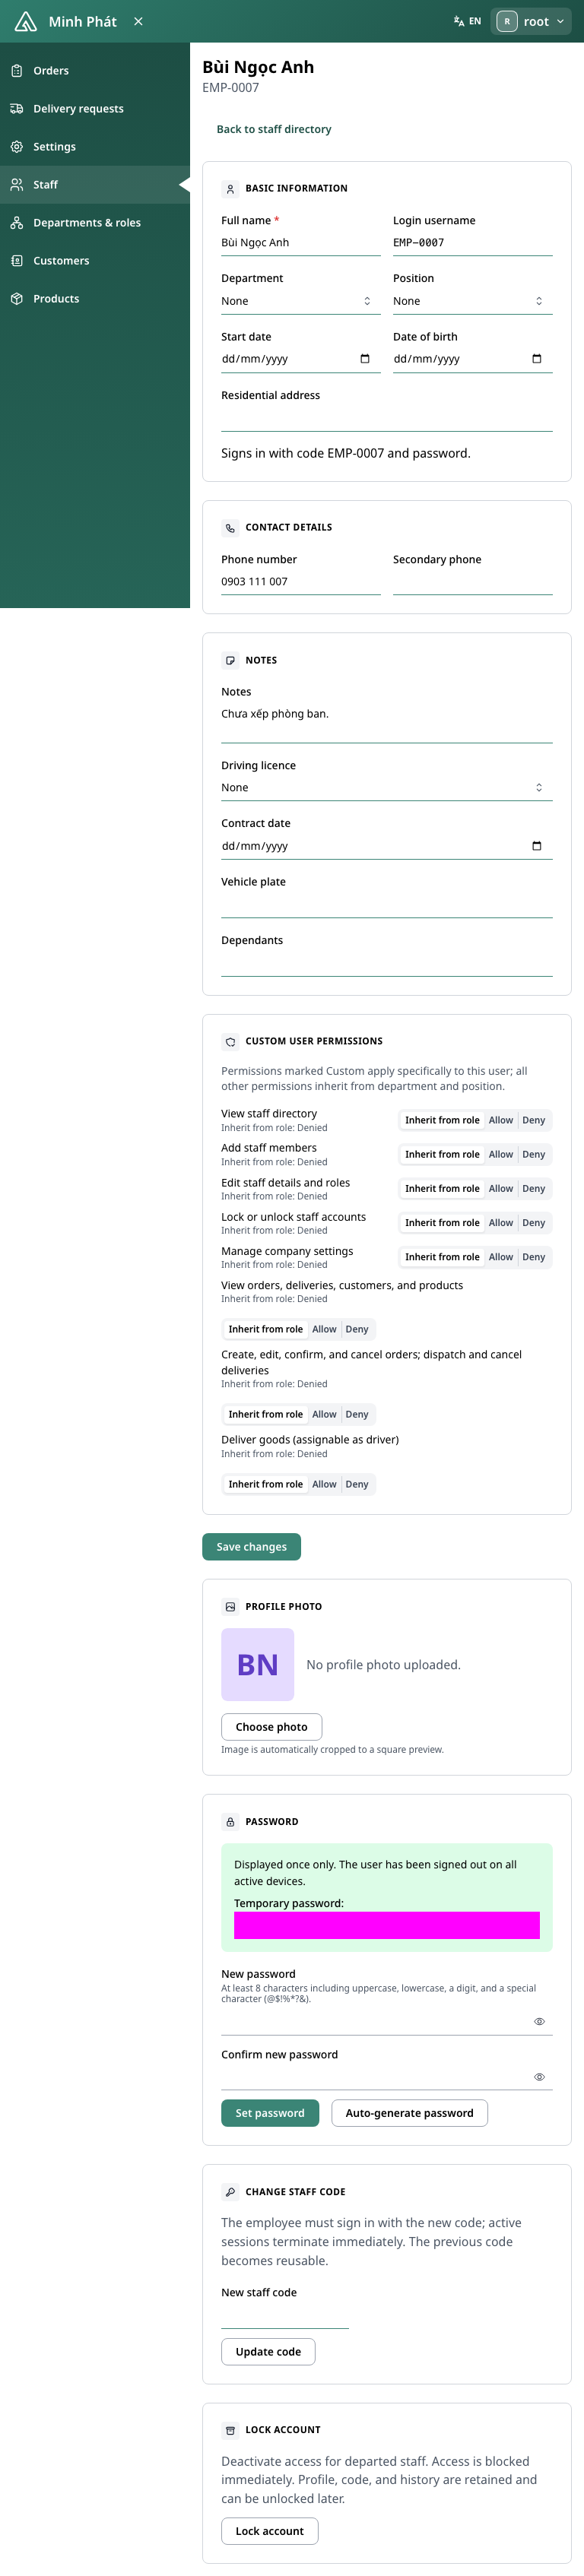 Minh Phát
EN
R
root
Orders
Delivery requests
Settings
Staff
Departments & roles
Customers
Products
Bùi Ngọc Anh
EMP-0007
Back to staff directory
BASIC INFORMATION
Full name *
Login username
Bùi Ngọc Anh
EMP-0007
Department
Position
None
None
Start date
Date of birth
dd/mm/yyyy
dd/mm/yyyy
Residential address
Signs in with code EMP-0007 and password.
CONTACT DETAILS
Phone number
Secondary phone
0903 111 007
NOTES
Notes
Chưa xếp phòng ban.
Driving licence
None
Contract date
dd/mm/yyyy
Vehicle plate
Dependants
CUSTOM USER PERMISSIONS
Permissions marked Custom apply specifically to this user; all
other permissions inherit from department and position.
View staff directory
Inherit from role: Denied
Inherit from role Allow Deny
Add staff members
Inherit from role: Denied
Inherit from role Allow Deny
Edit staff details and roles
Inherit from role: Denied
Inherit from role Allow Deny
Lock or unlock staff accounts
Inherit from role: Denied
Inherit from role Allow Deny
Manage company settings
Inherit from role: Denied
Inherit from role Allow Deny
View orders, deliveries, customers, and products
Inherit from role: Denied
Inherit from role Allow Deny
Create, edit, confirm, and cancel orders; dispatch and cancel
deliveries
Inherit from role: Denied
Inherit from role Allow Deny
Deliver goods (assignable as driver)
Inherit from role: Denied
Inherit from role Allow Deny
Save changes
PROFILE PHOTO
BN
No profile photo uploaded.
Choose photo
Image is automatically cropped to a square preview.
PASSWORD
Displayed once only. The user has been signed out on all
active devices.
Temporary password:
New password
At least 8 characters including uppercase, lowercase, a digit, and a special
character (@$!%*?&).
Confirm new password
Set password
Auto-generate password
CHANGE STAFF CODE
The employee must sign in with the new code; active
sessions terminate immediately. The previous code
becomes reusable.
New staff code
Update code
LOCK ACCOUNT
Deactivate access for departed staff. Access is blocked
immediately. Profile, code, and history are retained and
can be unlocked later.
Lock account